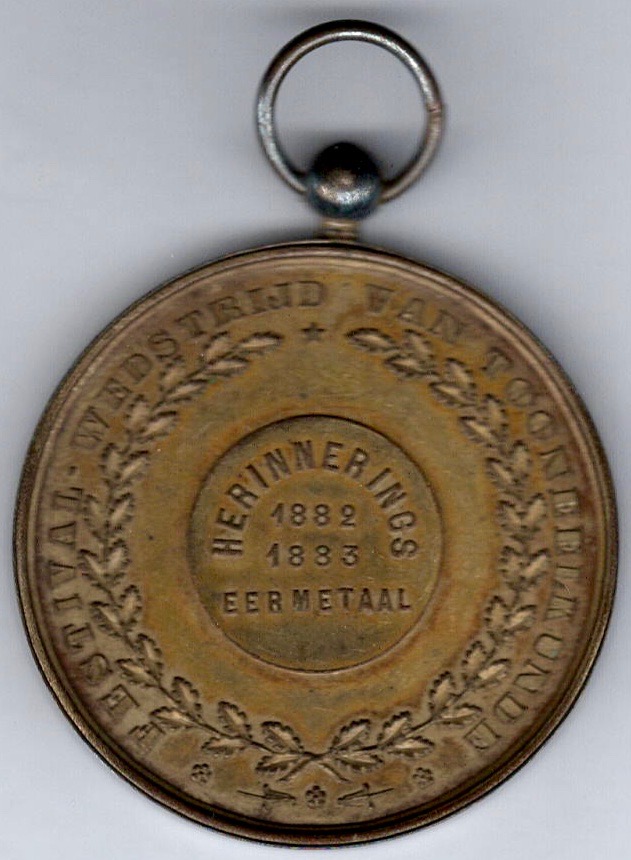 FESTIVAL-WEDSTRIJD VAN TOONEELKUNDE
HERINNERINGS
1882
1883
EERMETAAL